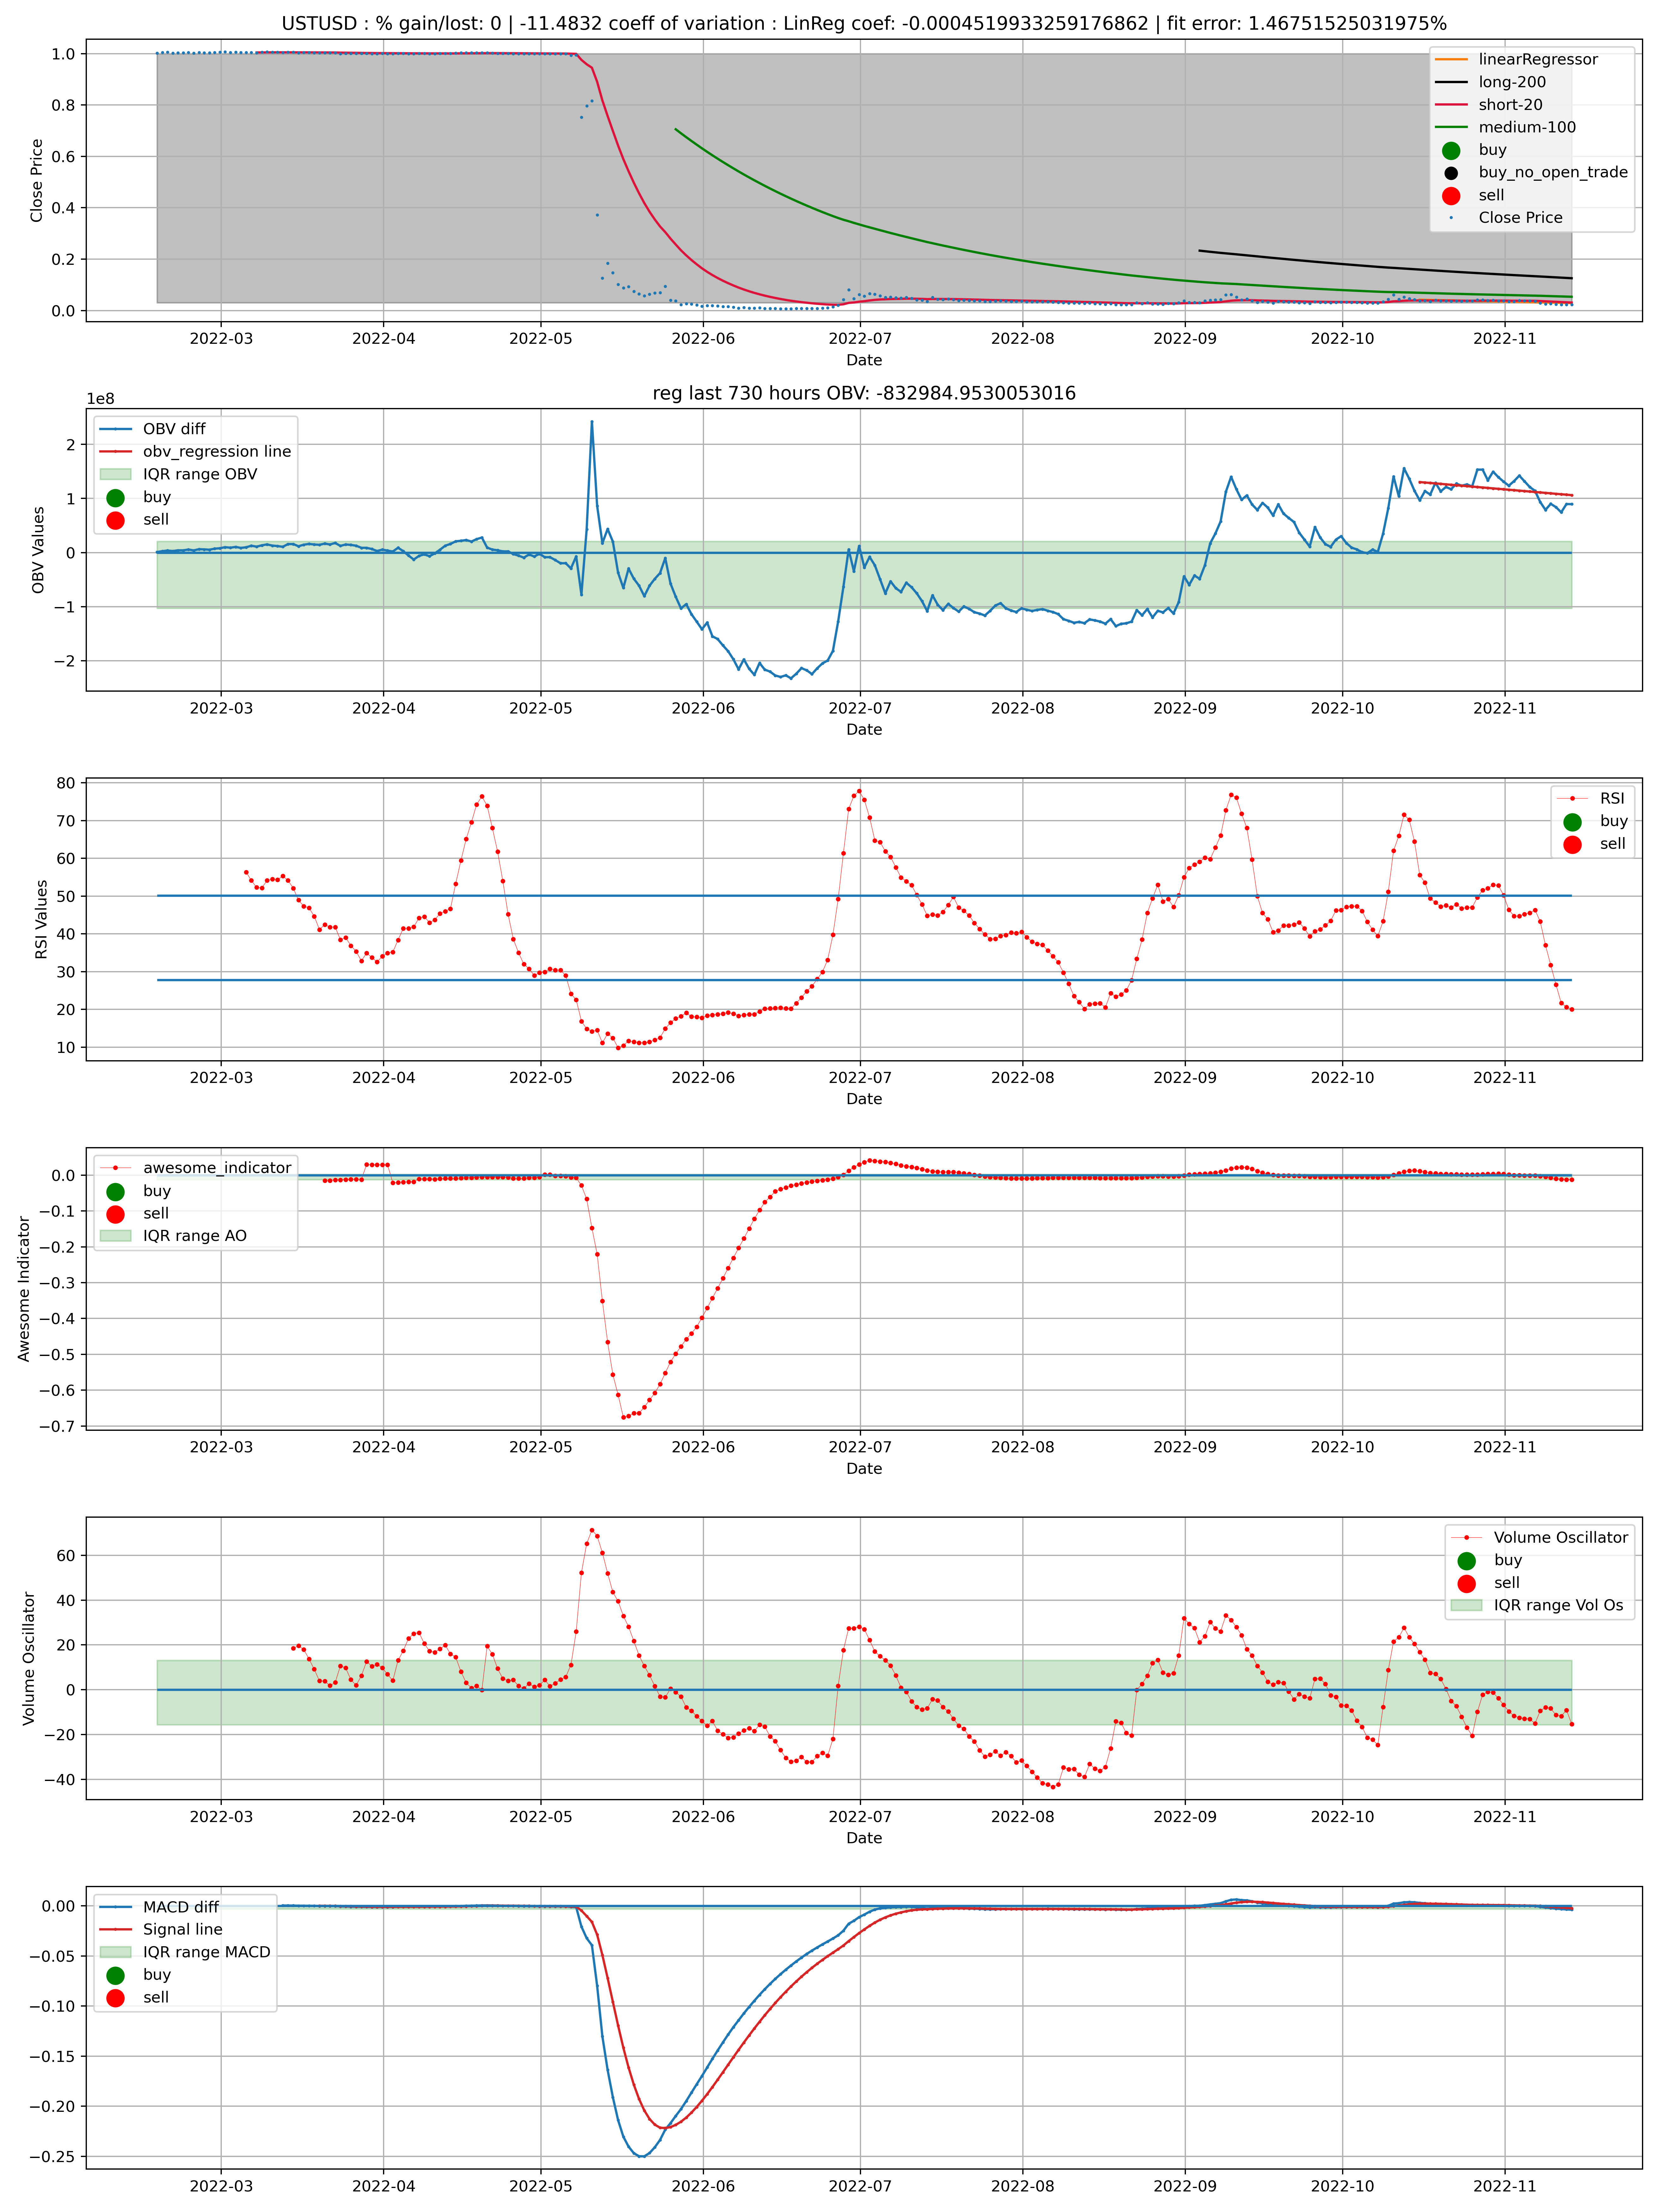 USTUSD : % gain/lost: 0 | -11.4832 coeff of variation : LinReg coef: -0.0004519933259176862 | fit error: 1.46751525031975%
1.0
0.8
0.6
0.4
0.2
0.0
Close Price
linearRegressor
long-200
short-20
medium-100
buy
buy_no_open_trade
sell
Close Price
2022-03 2022-04 2022-05 2022-06 2022-07 2022-08 2022-09 2022-10 2022-11
Date
reg last 730 hours OBV: -832984.9530053016
1e8
2
1
0
−1
−2
OBV Values
OBV diff
obv_regression line
IQR range OBV
buy
sell
2022-03 2022-04 2022-05 2022-06 2022-07 2022-08 2022-09 2022-10 2022-11
Date
80
70
60
50
40
30
20
10
RSI Values
RSI
buy
sell
2022-03 2022-04 2022-05 2022-06 2022-07 2022-08 2022-09 2022-10 2022-11
Date
0.0
−0.1
−0.2
−0.3
−0.4
−0.5
−0.6
−0.7
Awesome Indicator
awesome_indicator
buy
sell
IQR range AO
2022-03 2022-04 2022-05 2022-06 2022-07 2022-08 2022-09 2022-10 2022-11
Date
60
40
20
0
−20
−40
Volume Oscillator
Volume Oscillator
buy
sell
IQR range Vol Os
2022-03 2022-04 2022-05 2022-06 2022-07 2022-08 2022-09 2022-10 2022-11
Date
0.00
−0.05
−0.10
−0.15
−0.20
−0.25
MACD diff
Signal line
IQR range MACD
buy
sell
2022-03 2022-04 2022-05 2022-06 2022-07 2022-08 2022-09 2022-10 2022-11